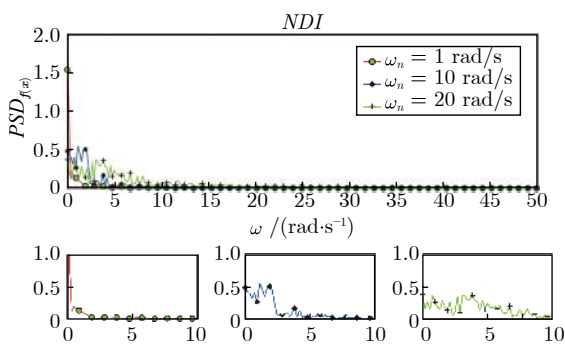 NDI
2.0
1.5
1.0
0.5
0
PSD_f(x)
ω_n = 1 rad/s
ω_n = 10 rad/s
ω_n = 20 rad/s
0 5 10 15 20 25 30 35 40 45 50
ω /(rad·s⁻¹)
1.0 1.0 1.0
0.5 0.5 0.5
0 0 0
0 5 10 0 5 10 0 5 10